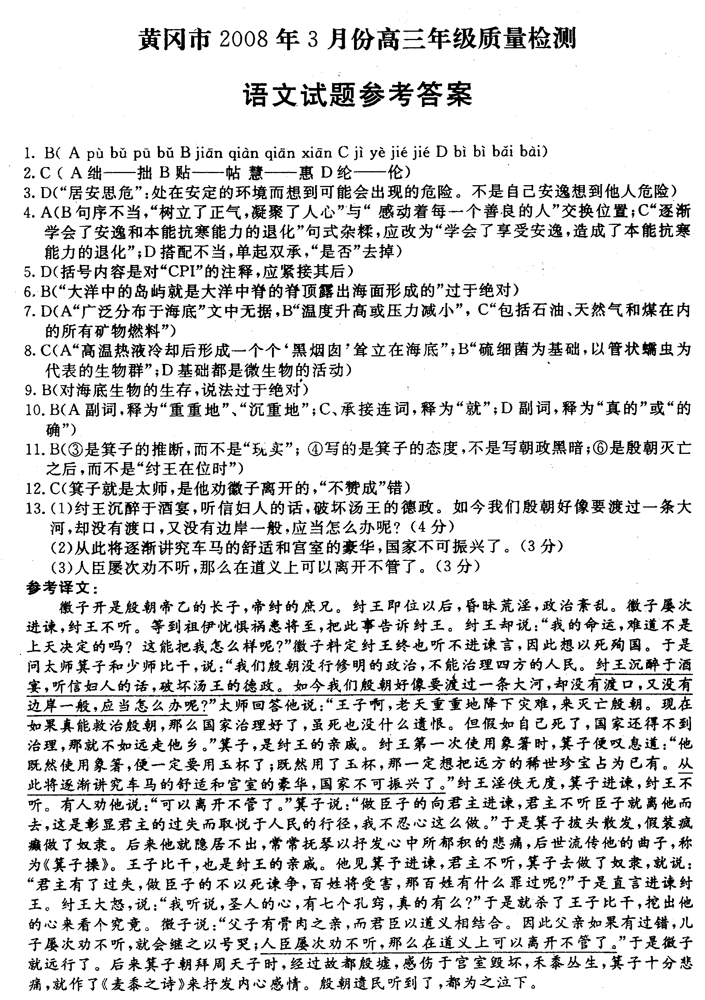 黄冈市 2008 年 3 月份高三年级质量检测
语文试题参考答案
1. B( A pù bǔ pū bǔ B jiān qiàn qiān xiān C jì yè jié jié D bì bì bǎi bài)
2. C ( A 绌——拙 B 贴——帖 慧——惠 D 纶——伦)
3. D(“居安思危”:处在安定的环境而想到可能会出现的危险。不是自己安逸想到他人危险)
4. A(B 句序不当,“树立了正气,凝聚了人心”与“ 感动着每一个善良的人”交换位置;C“逐渐
学会了安逸和本能抗寒能力的退化”句式杂糅,应改为“学会了享受安逸,造成了本能抗寒
能力的退化”;D 搭配不当,单起双承,“是否”去掉)
5. D(括号内容是对“CPI”的注释,应紧接其后)
6. B(“大洋中的岛屿就是大洋中脊的脊顶露出海面形成的”过于绝对)
7. D(A“广泛分布于海底”文中无据,B“温度升高或压力减小”, C“包括石油、天然气和煤在内
的所有矿物燃料”)
8. C(A“高温热液冷却后形成一个个‘黑烟囱’耸立在海底”;B“硫细菌为基础,以管状蠕虫为
代表的生物群”;D 基础都是微生物的活动)
9. B(对海底生物的生存,说法过于绝对)
10. B(A 副词,释为“重重地”、“沉重地”;C、承接连词,释为“就”;D 副词,释为“真的”或“的
确”)
11. B(③是箕子的推断,而不是“现实”; ④写的是箕子的态度,不是写朝政黑暗;⑥是殷朝灭亡
之后,而不是“纣王在位时”)
12. C(箕子就是太师,是他劝徽子离开的,“不赞成”错)
13. (1)纣王沉醉于酒宴,听信妇人的话,破坏汤王的德政。如今我们殷朝好像要渡过一条大
河,却没有渡口,又没有边岸一般,应当怎么办呢? (4 分)
(2)从此将逐渐讲究车马的舒适和宫室的豪华,国家不可振兴了。(3 分)
(3)人臣屡次劝不听,那么在道义上可以离开不管了。(3 分)
参考译文:
徽子开是殷朝帝乙的长子,帝纣的庶兄。纣王即位以后,昏昧荒淫,政治紊乱。徽子屡次
进谏,纣王不听。等到祖伊忧惧祸患将至,把此事告诉纣王。纣王却说:“我的命运,难道不是
上天决定的吗? 这能把我怎么样呢?”徽子料定纣王终也听不进谏言,因此想以死殉国。于是
问太师箕子和少师比干,说:“我们殷朝没行修明的政治,不能治理四方的人民。纣王沉醉于酒
宴,听信妇人的话,破坏汤王的德政。如今我们殷朝好像要渡过一条大河,却没有渡口,又没有
边岸一般,应当怎么办呢?”太师回答他说:“王子啊,老天重重地降下灾难,来灭亡殷朝。现在
如果真能救治殷朝,那么国家治理好了,虽死也没什么遗恨。但假如自己死了,国家还得不到
治理,那就不如远走他乡。”箕子,是纣王的亲戚。纣王第一次使用象箸时,箕子便叹息道:“他
既然使用象箸,便一定要用玉杯了;既然用了玉杯,那一定想把远方的稀世珍宝占为已有。从
此将逐渐讲究车马的舒适和宫室的豪华,国家不可振兴了。”纣王淫佚无度,箕子进谏,纣王不
听。有人劝他说:“可以离开不管了。”箕子说:“做臣子的向君主进谏,君主不听臣子就离他而
去,这是彰显君主的过失而取悦于人民的行径,我不忍心这么做。”于是箕子披头散发,假装疯
癫做了奴隶。后来他就隐居不出,常常抚琴以抒发心中所郁积的悲痛,后世流传他的曲子,称
为《箕子操》。王子比干,也是纣王的亲戚。他见箕子进谏,君主不听,箕子去做了奴隶,就说:
“君主有了过失,做臣子的不以死谏争,百姓将受害,那百姓有什么罪过呢?”于是直言进谏纣
王。纣王大怒,说:“我听说,圣人的心,有七个孔窍,真的有么?”于是就杀了王子比干,挖出他
的心来看个究竟。微子说:“父子有骨肉之亲,而君臣以道义相结合。因此父亲如果有过错,儿
子屡次劝不听,就会继之以号哭;人臣屡次劝不听,那么在道义上可以离开不管了。”于是微子
就远行了。后来箕子朝拜周天子时,经过故都殷墟,感伤于宫室毁坏,禾黍丛生,箕子十分悲
痛,就作了《麦黍之诗》来抒发内心感情。殷朝遗民听到了,都为之泣下。